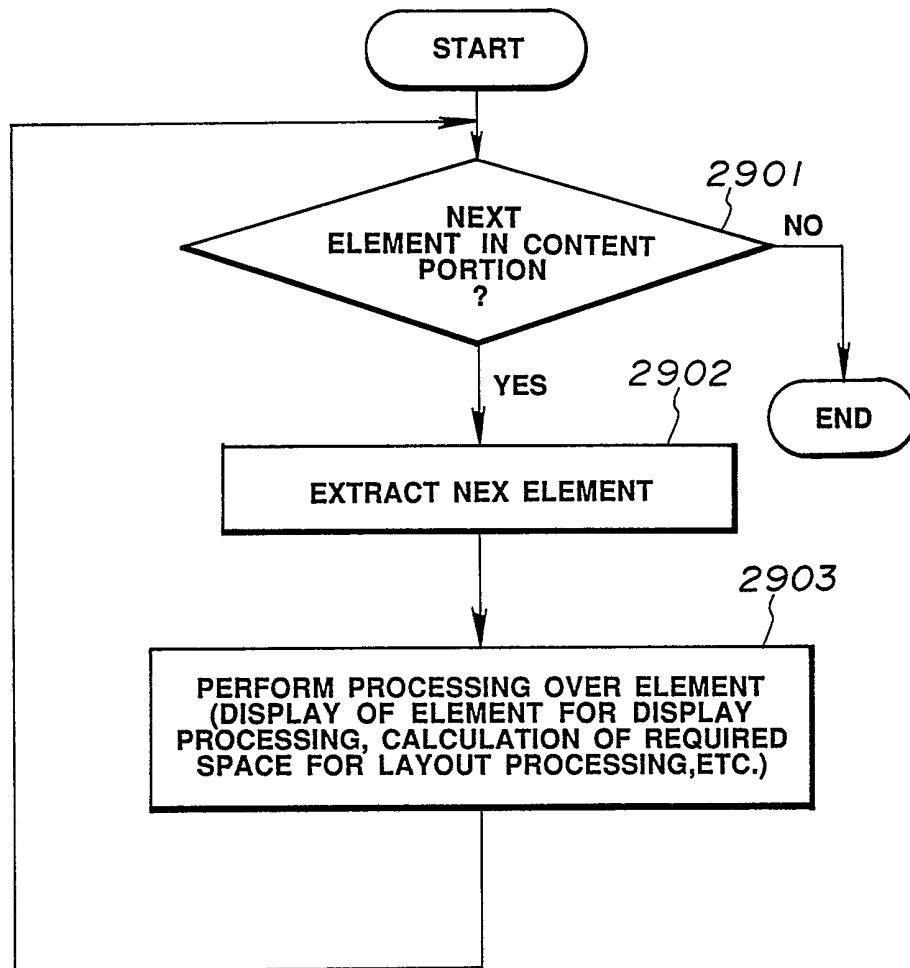 START
2901
NEXT
ELEMENT IN CONTENT
PORTION
?
NO
YES
2902
END
EXTRACT NEX ELEMENT
2903
PERFORM PROCESSING OVER ELEMENT
(DISPLAY OF ELEMENT FOR DISPLAY
PROCESSING, CALCULATION OF REQUIRED
SPACE FOR LAYOUT PROCESSING,ETC.)